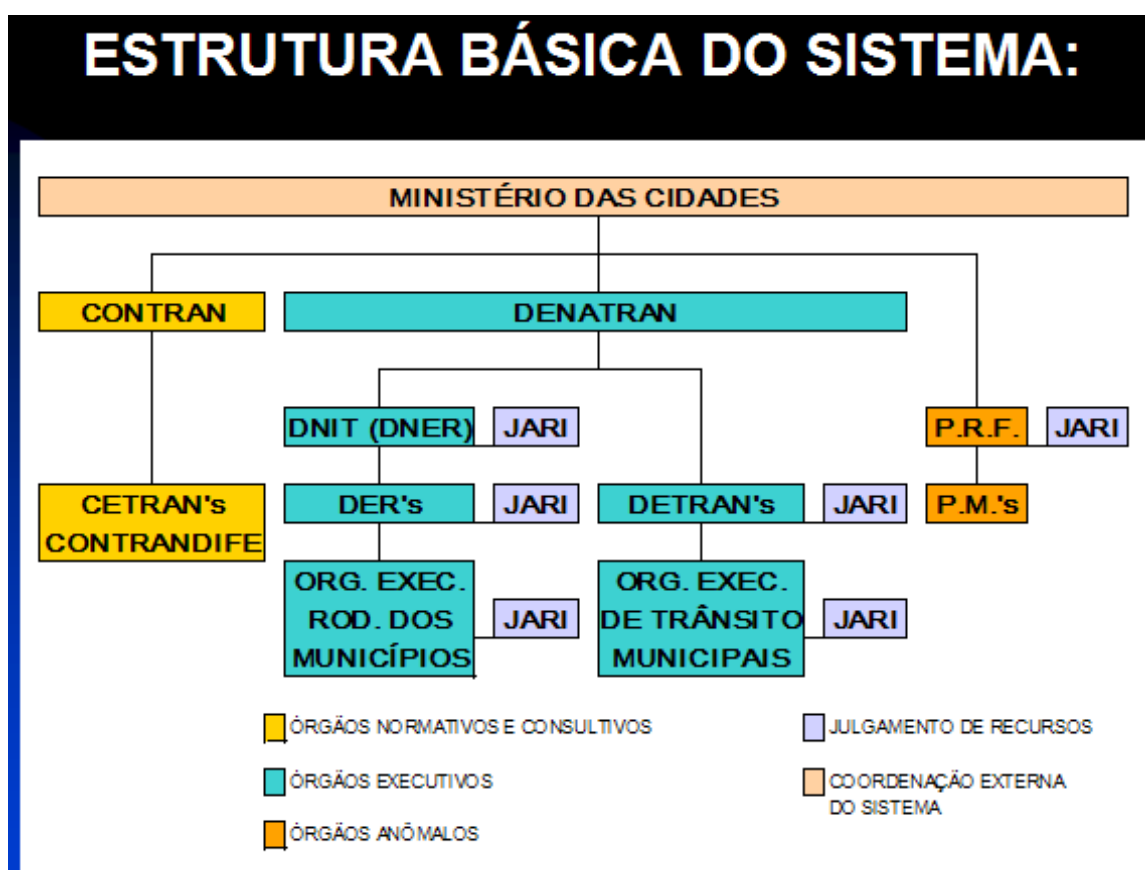 ESTRUTURA BÁSICA DO SISTEMA:
MINISTÉRIO DAS CIDADES
CONTRAN
DENATRAN
DNIT (DNER)
JARI
P.R.F.
JARI
CETRAN's
CONTRANDIFE
DER's
JARI
DETRAN's
JARI
P.M.'s
ORG. EXEC.
ROD. DOS
MUNICÍPIOS
JARI
ORG. EXEC.
DE TRÂNSITO
MUNICIPAIS
JARI
ÓRGÃOS NORMATIVOS E CONSULTIVOS
JULGAMENTO DE RECURSOS
ÓRGÃOS EXECUTIVOS
COORDENAÇÃO EXTERNA
DO SISTEMA
ÓRGÃOS ANÔMALOS